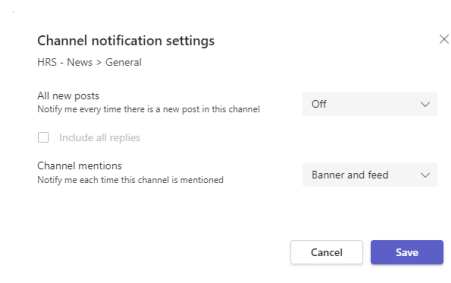 Channel notification settings
HRS - News > General
All new posts
Notify me every time there is a new post in this channel
Off
Include all replies
Channel mentions
Notify me each time this channel is mentioned
Banner and feed
Cancel
Save